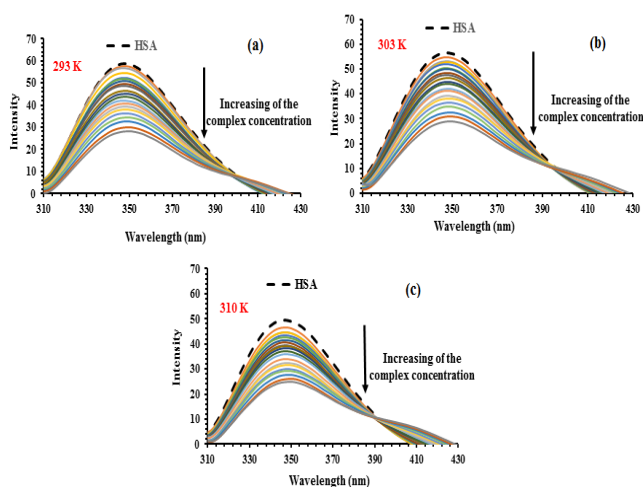 HSA
(a)
293 K
Increasing of the
complex concentration
Intensity
70
60
50
40
30
20
10
0
310 330 350 370 390 410 430
Wavelength (nm)
HSA
(b)
303 K
Increasing of the
complex concentration
Intensity
70
60
50
40
30
20
10
0
310 330 350 370 390 410 430
Wavelength (nm)
HSA
(c)
310 K
Increasing of the
complex concentration
Intensity
70
60
50
40
30
20
10
0
310 330 350 370 390 410 430
Wavelength (nm)